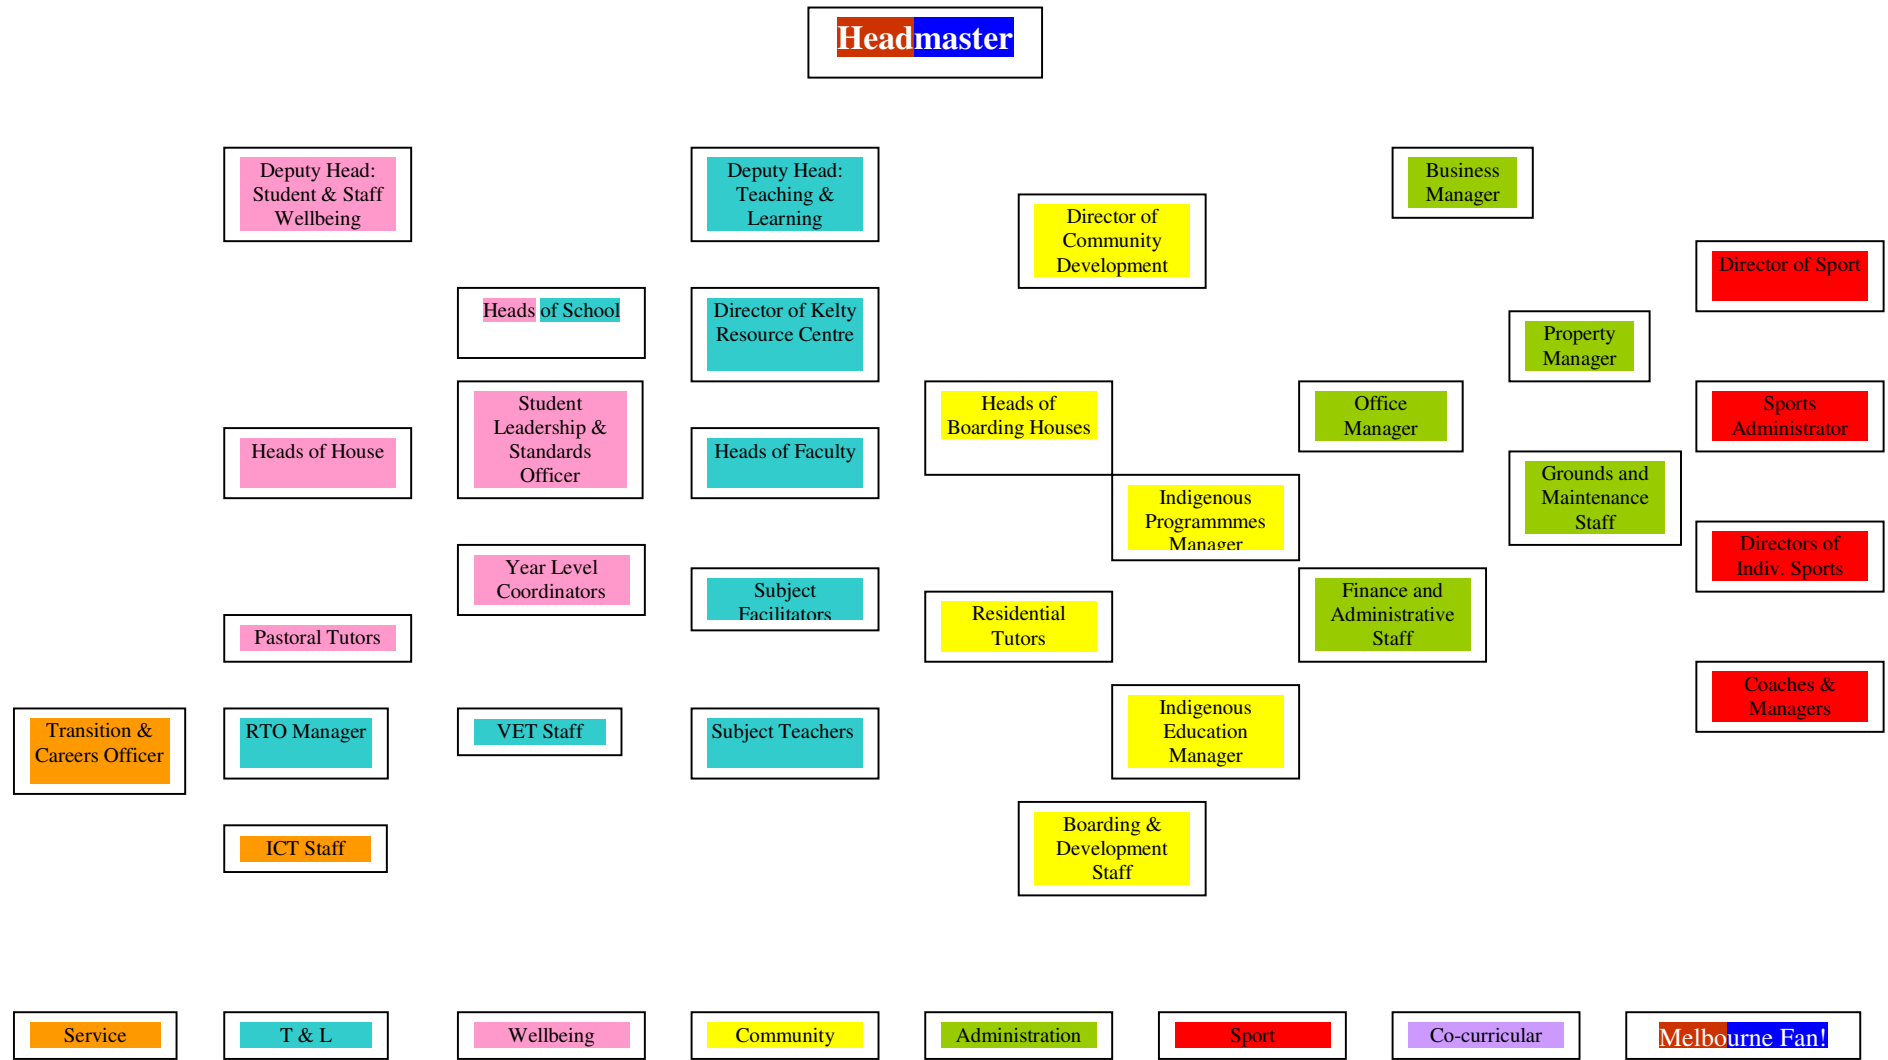 Headmaster
Deputy Head:
Student & Staff
Wellbeing
Deputy Head:
Teaching &
Learning
Business
Manager
Director of
Community
Development
Director of Sport
Heads of School
Director of Kelty
Resource Centre
Property
Manager
Student
Leadership &
Standards
Officer
Heads of
Boarding Houses
Office
Manager
Sports
Administrator
Heads of House
Heads of Faculty
Grounds and
Maintenance
Staff
Indigenous
Programmmes
Manager
Directors of
Indiv. Sports
Year Level
Coordinators
Subject
Facilitators
Finance and
Administrative
Staff
Residential
Tutors
Pastoral Tutors
Coaches &
Managers
Indigenous
Education
Manager
Transition &
Careers Officer
RTO Manager
VET Staff
Subject Teachers
Boarding &
Development
Staff
ICT Staff
Service
T & L
Wellbeing
Community
Administration
Sport
Co-curricular
Melbourne Fan!